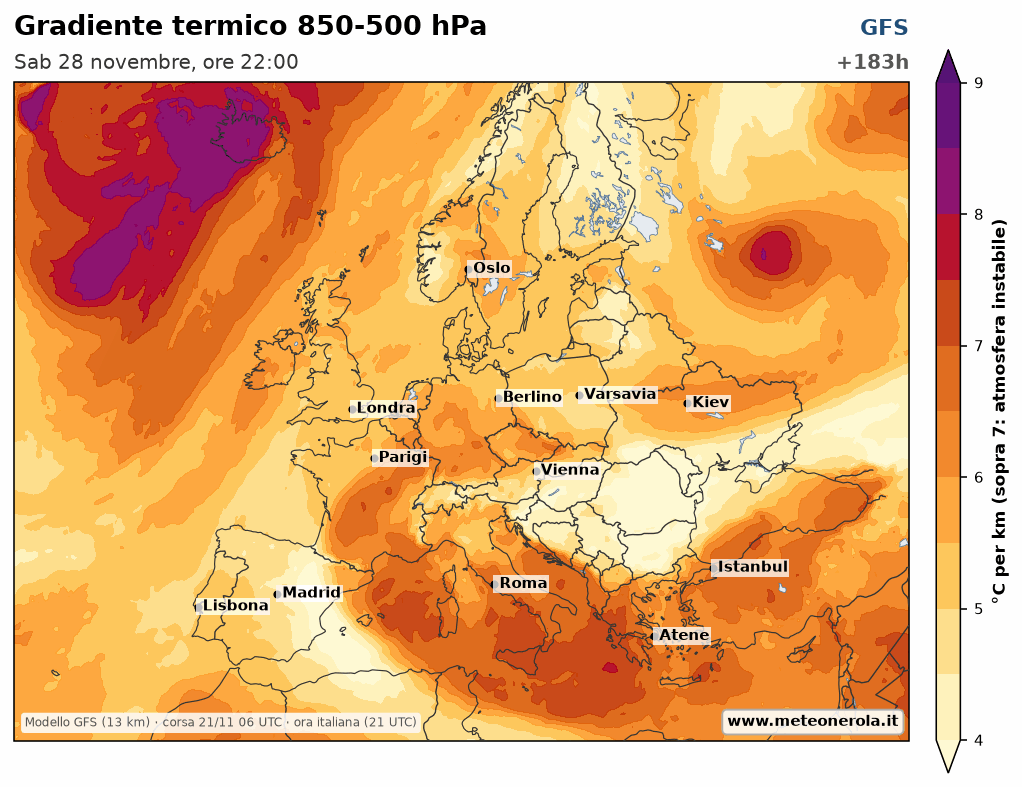 Gradiente termico 850-500 hPa
GFS
Sab 28 novembre, ore 22:00
+183h
Oslo
Londra
Berlino
Varsavia
Kiev
Parigi
Vienna
Istanbul
Roma
Madrid
Lisbona
Atene
Modello GFS (13 km) · corsa 21/11 06 UTC · ora italiana (21 UTC)
www.meteonerola.it
9
8
7
6
5
4
°C per km (sopra 7: atmosfera instabile)